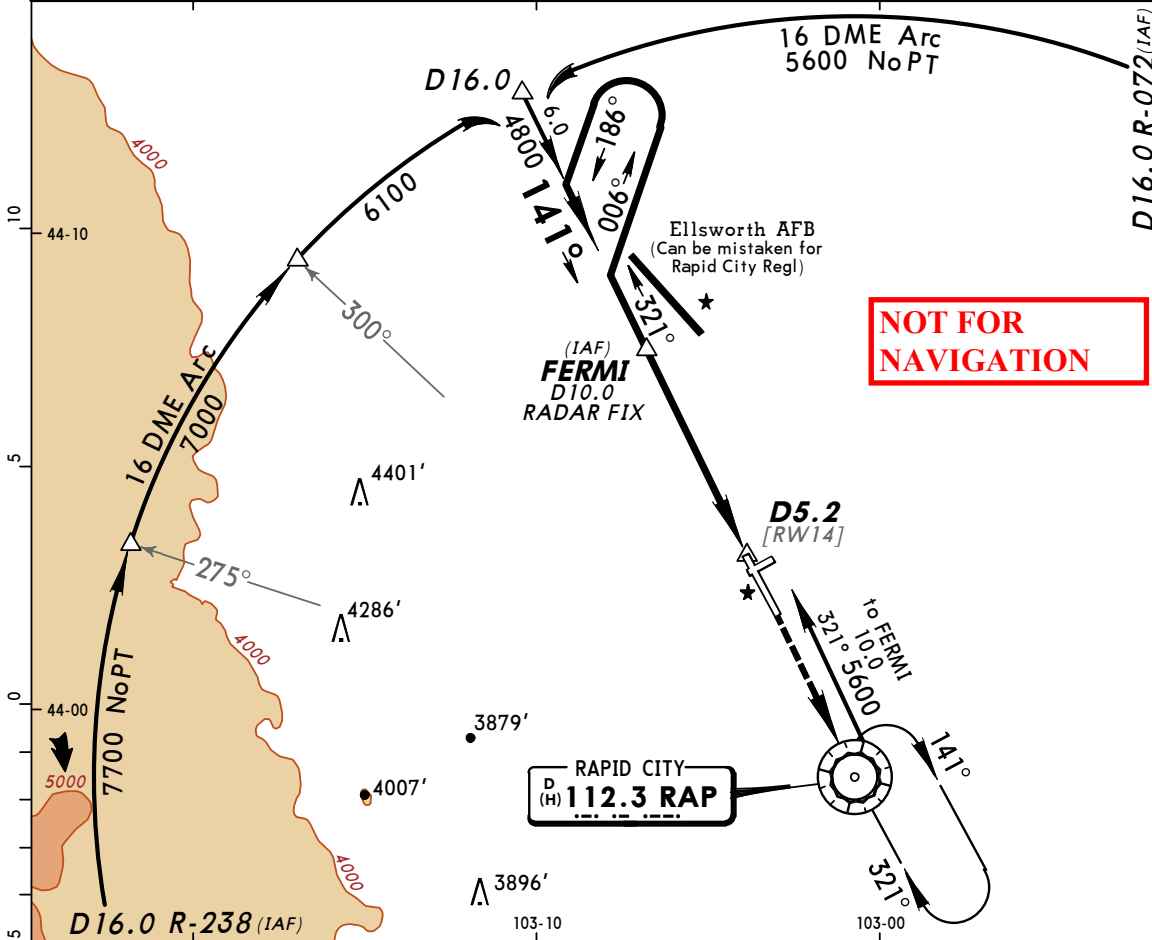 16 DME Arc
5600 NoPT
D16.0 R-072(IAF)
D16.0
6.0
4800
141°
186°
006°
4000
6100
10
44-10
Ellsworth AFB
(Can be mistaken for
Rapid City Regl)
300°
321°
NOT FOR
NAVIGATION
(IAF)
FERMI
D10.0
RADAR FIX
16 DME Arc
7000
5
4401'
D5.2
[RW14]
275°
4286'
4000
to FERMI
10.0
321° 5600
7700 NoPT
0
44-00
3879'
141°
5000
4007'
RAPID CITY
D
(H) 112.3 RAP
4000
3896'
321°
D16.0 R-238 (IAF)
5
103-10
103-00